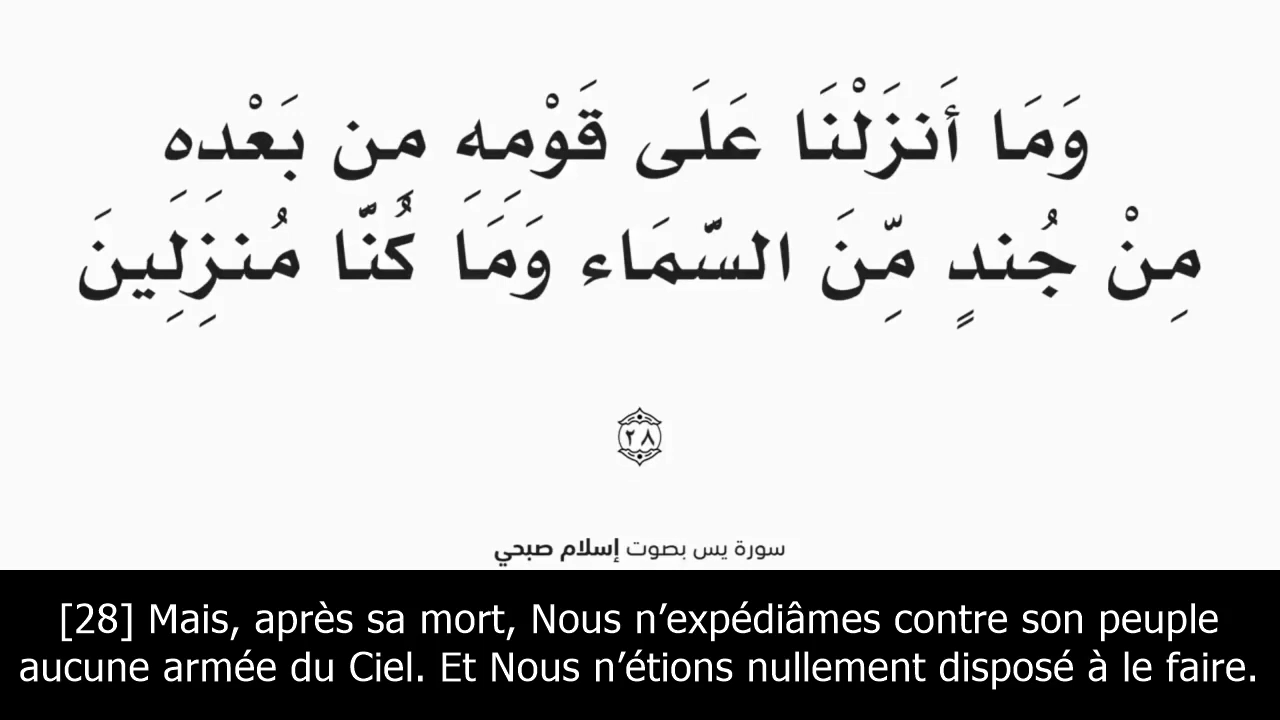 وَمَا أَنزَلْنَا عَلَى قَوْمِهِ مِن بَعْدِهِ
مِنْ جُندٍ مِّنَ السَّمَاء وَمَا كُنَّا مُنزِلِينَ
٢٨
سورة يس بصوت إسلام صبحي
[28] Mais, après sa mort, Nous n’expédiâmes contre son peuple
aucune armée du Ciel. Et Nous n’étions nullement disposé à le faire.